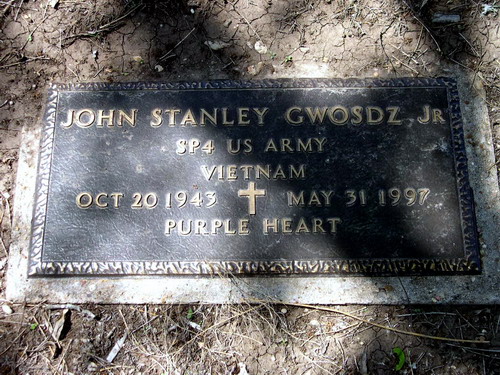 JOHN STANLEY GWOSDZ JR
SP4 US ARMY
VIETNAM
OCT 20 1943 MAY 31 1997
PURPLE HEART